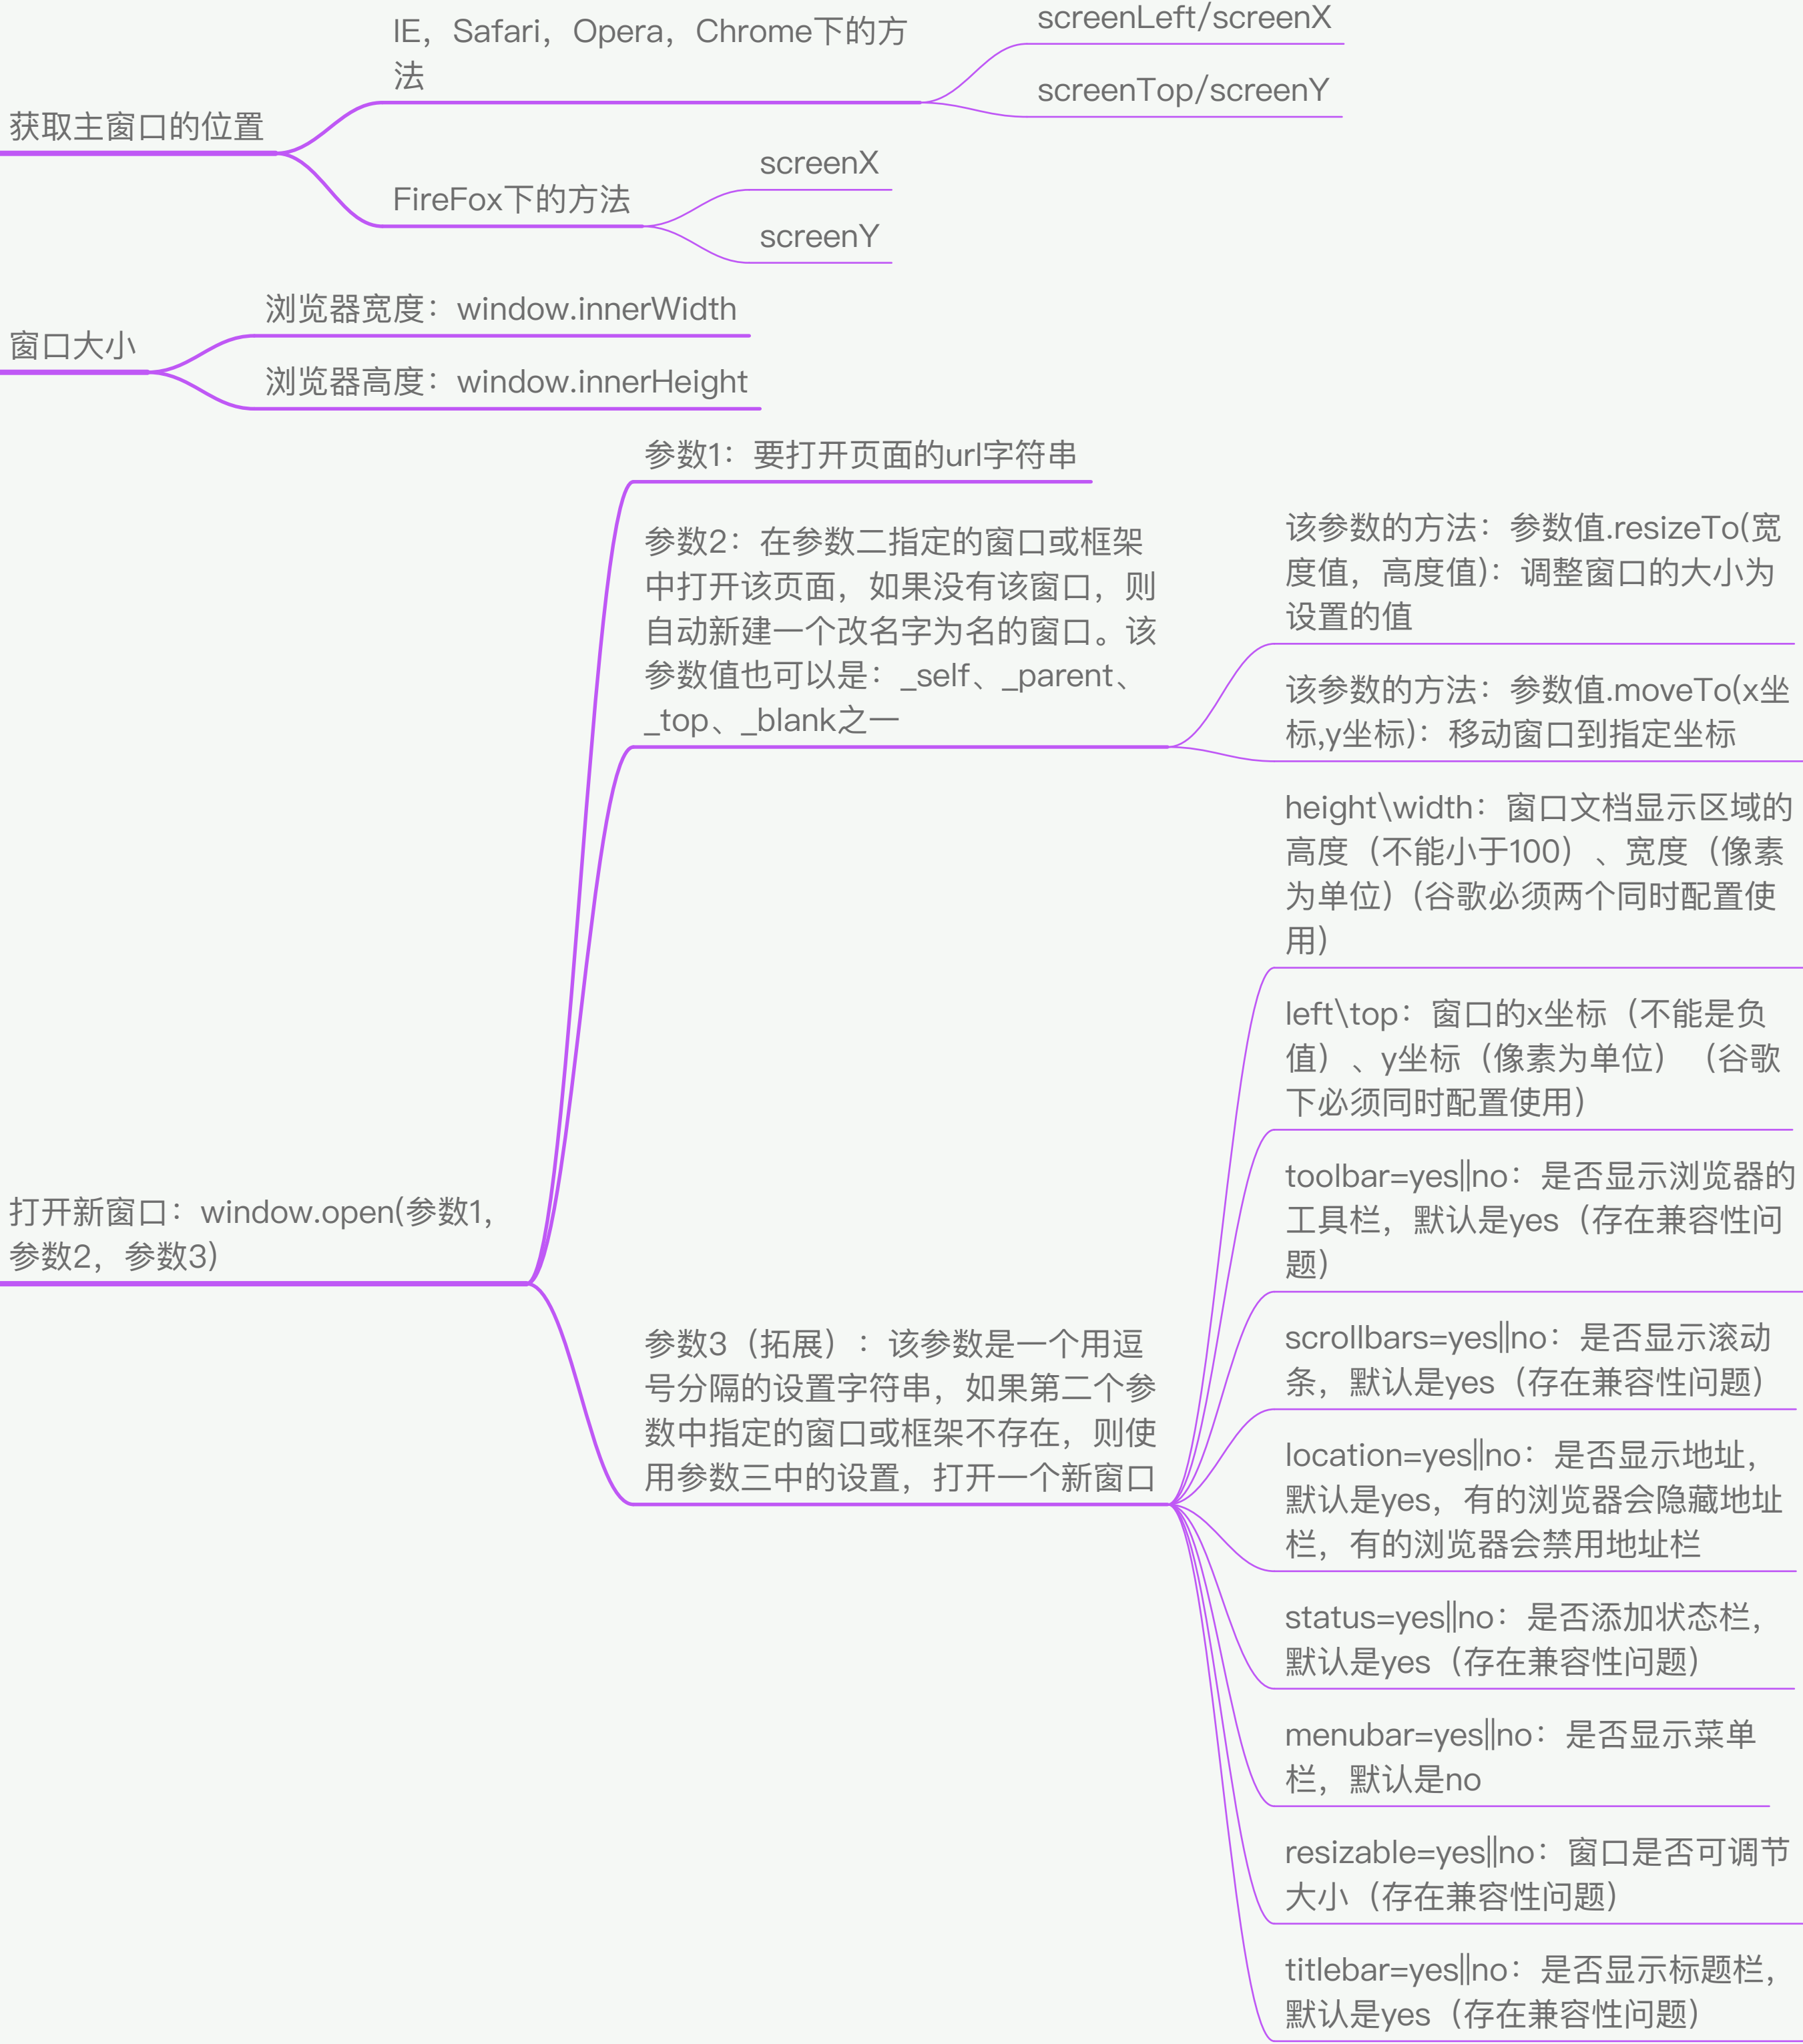 获取主窗口的位置
IE，Safari，Opera，Chrome下的方
法
screenLeft/screenX
screenTop/screenY
FireFox下的方法
screenX
screenY
窗口大小
浏览器宽度：window.innerWidth
浏览器高度：window.innerHeight
打开新窗口：window.open(参数1,
参数2，参数3)
参数1：要打开页面的url字符串
参数2：在参数二指定的窗口或框架
中打开该页面，如果没有该窗口，则
自动新建一个改名字为名的窗口。该
参数值也可以是：_self、_parent、
_top、_blank之一
该参数的方法：参数值.resizeTo(宽
度值，高度值)：调整窗口的大小为
设置的值
该参数的方法：参数值.moveTo(x坐
标,y坐标)：移动窗口到指定坐标
参数3（拓展）：该参数是一个用逗
号分隔的设置字符串，如果第二个参
数中指定的窗口或框架不存在，则使
用参数三中的设置，打开一个新窗口
height\width：窗口文档显示区域的
高度（不能小于100）、宽度（像素
为单位）(谷歌必须两个同时配置使
用)
left\top：窗口的x坐标（不能是负
值）、y坐标（像素为单位）（谷歌
下必须同时配置使用）
toolbar=yes||no：是否显示浏览器的
工具栏，默认是yes（存在兼容性问
题）
scrollbars=yes||no：是否显示滚动
条，默认是yes（存在兼容性问题）
location=yes||no：是否显示地址，
默认是yes，有的浏览器会隐藏地址
栏，有的浏览器会禁用地址栏
status=yes||no：是否添加状态栏，
默认是yes（存在兼容性问题）
menubar=yes||no：是否显示菜单
栏，默认是no
resizable=yes||no：窗口是否可调节
大小（存在兼容性问题）
titlebar=yes||no：是否显示标题栏，
默认是yes（存在兼容性问题）